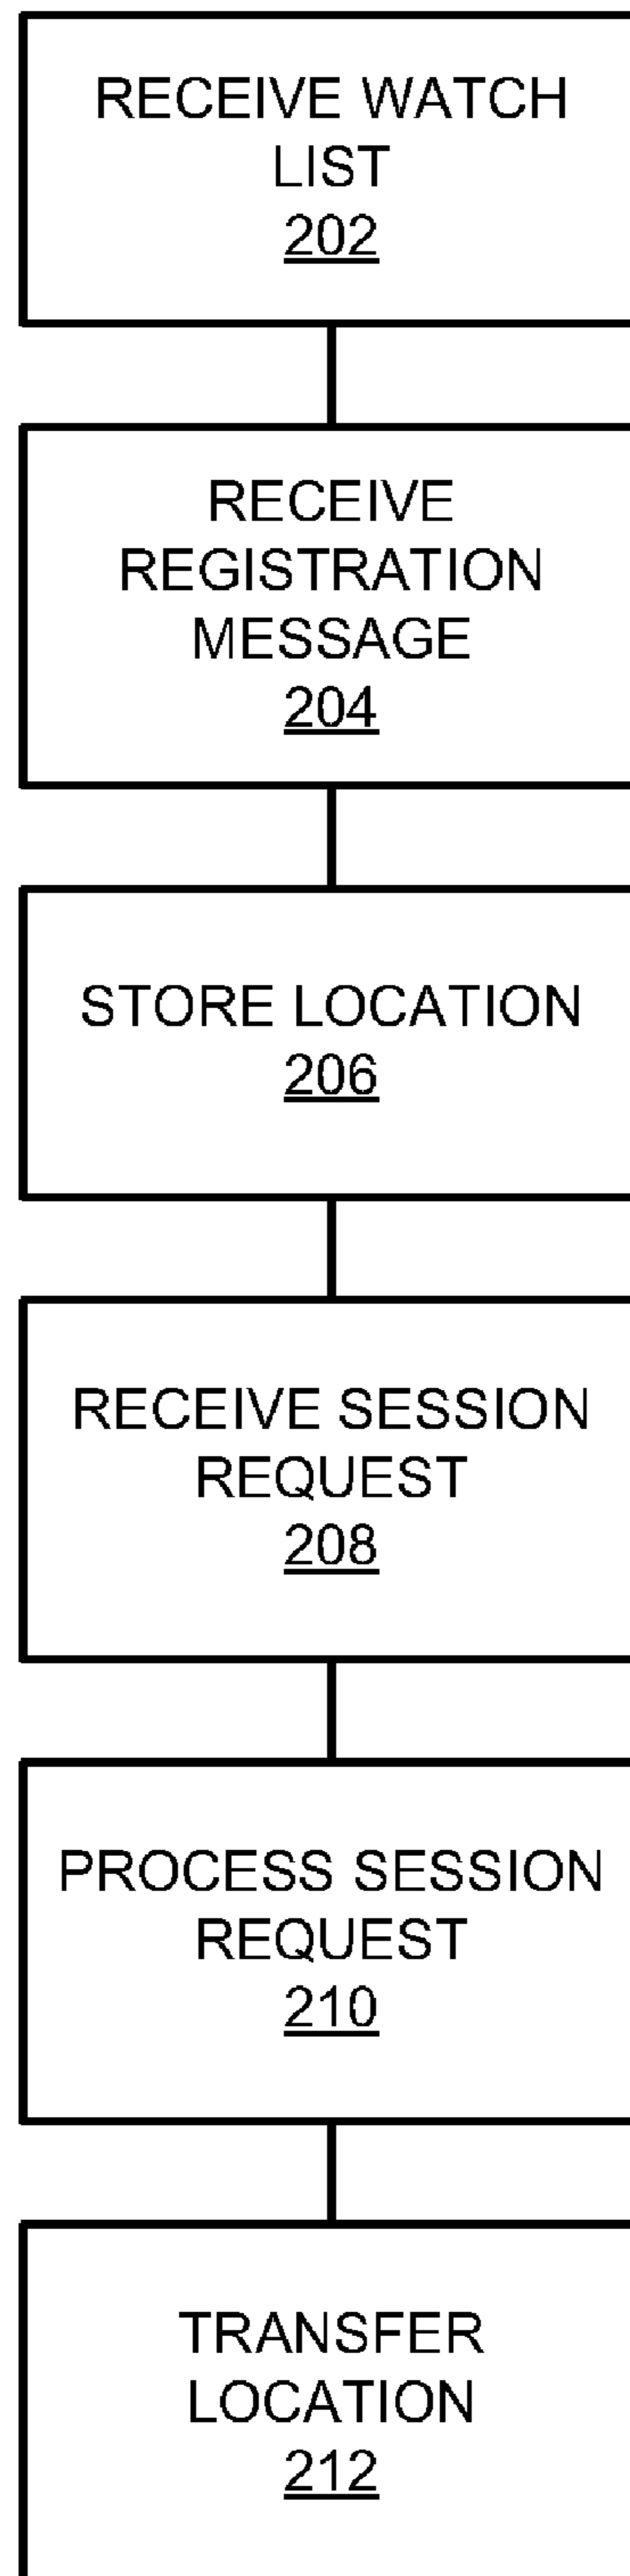 RECEIVE WATCH
LIST
202
RECEIVE
REGISTRATION
MESSAGE
204
STORE LOCATION
206
RECEIVE SESSION
REQUEST
208
PROCESS SESSION
REQUEST
210
TRANSFER
LOCATION
212